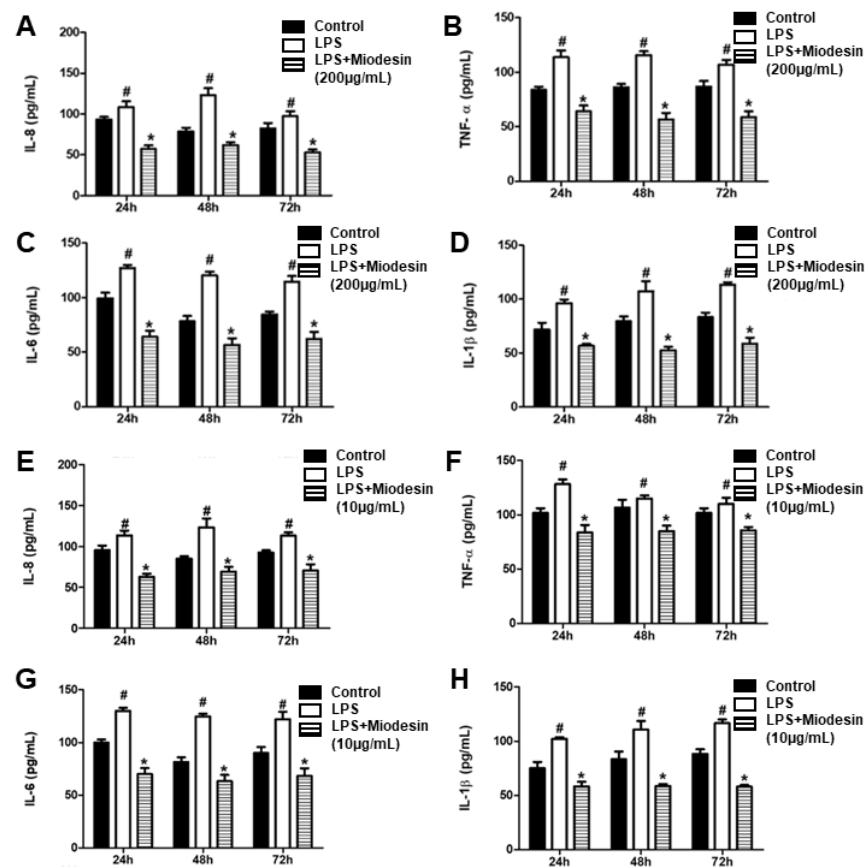 A
Control
LPS
LPS+Miodesin
(200µg/mL)
IL-8 (pg/mL)
200
150
100
50
0
#
#
#
*
*
*
24h
48h
72h
B
Control
LPS
LPS+Miodesin
(200µg/mL)
TNF- α (pg/mL)
150
100
50
0
#
#
#
*
*
*
24h
48h
72h
C
Control
LPS
LPS+Miodesin
(200µg/mL)
IL-6 (pg/mL)
150
100
50
0
#
#
#
*
*
*
24h
48h
72h
D
Control
LPS
LPS+Miodesin
(200µg/mL)
IL-1β (pg/mL)
150
100
50
0
#
#
#
*
*
*
24h
48h
72h
E
Control
LPS
LPS+Miodesin
(10µg/mL)
IL-8 (pg/mL)
200
150
100
50
0
#
#
#
*
*
*
24h
48h
72h
F
Control
LPS
LPS+Miodesin
(10µg/mL)
TNF-α (pg/mL)
150
100
50
0
#
#
#
*
*
*
24h
48h
72h
G
Control
LPS
LPS+Miodesin
(10µg/mL)
IL-6 (pg/mL)
150
100
50
0
#
#
#
*
*
*
24h
48h
72h
H
Control
LPS
LPS+Miodesin
(10µg/mL)
IL-1β (pg/mL)
150
100
50
0
#
#
#
*
*
*
24h
48h
72h